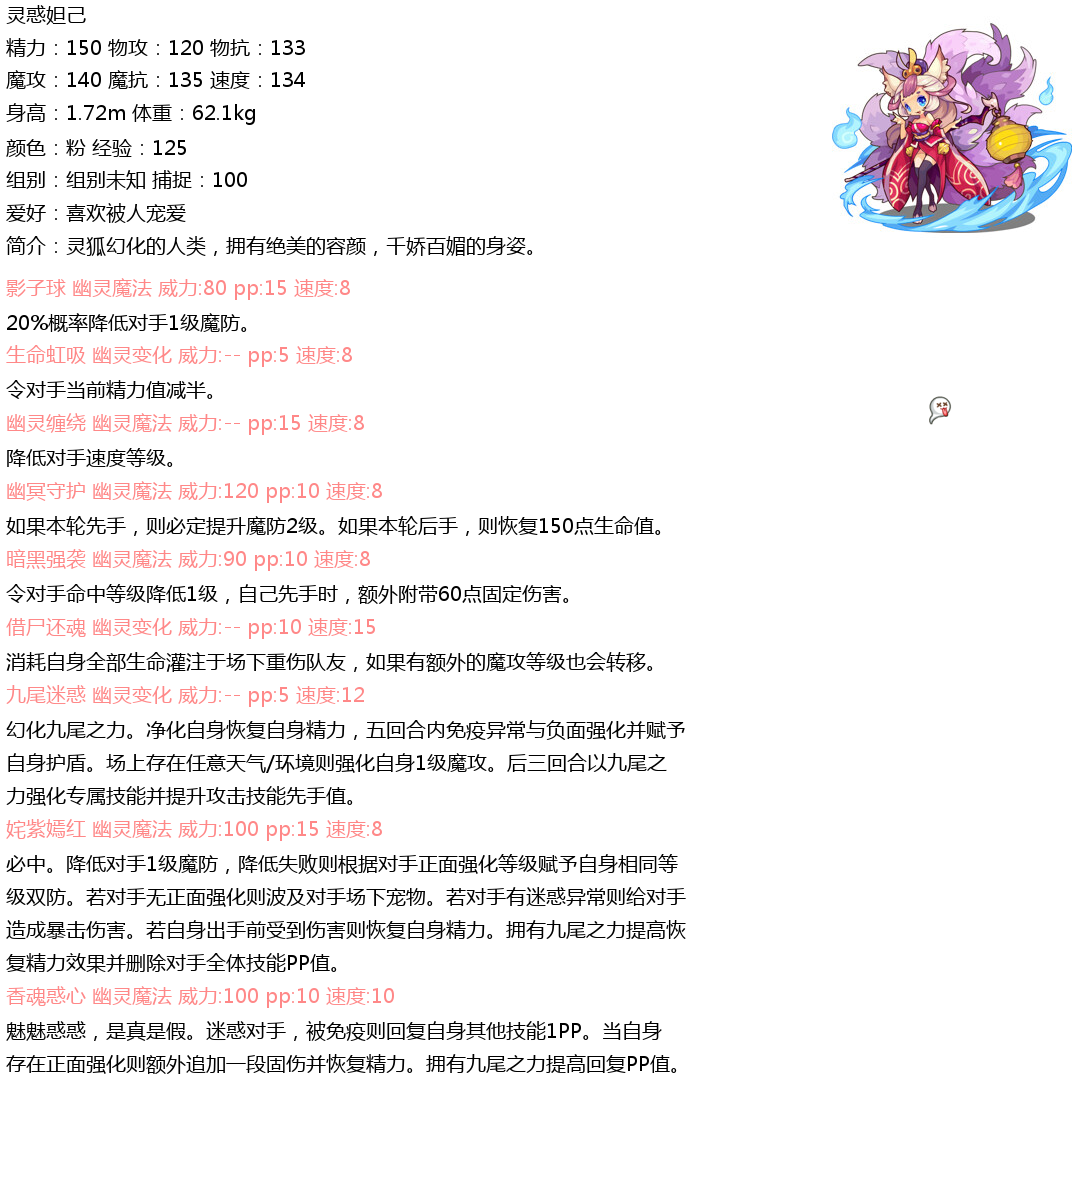 灵惑妲己
精力：150 物攻：120 物抗：133
魔攻：140 魔抗：135 速度：134
身高：1.72m 体重：62.1kg
颜色：粉 经验：125
组别：组别未知 捕捉：100
爱好：喜欢被人宠爱
简介：灵狐幻化的人类，拥有绝美的容颜，千娇百媚的身姿。
影子球 幽灵魔法 威力:80 pp:15 速度:8
20%概率降低对手1级魔防。
生命虹吸 幽灵变化 威力:-- pp:5 速度:8
令对手当前精力值减半。
幽灵缠绕 幽灵魔法 威力:-- pp:15 速度:8
降低对手速度等级。
幽冥守护 幽灵魔法 威力:120 pp:10 速度:8
如果本轮先手，则必定提升魔防2级。如果本轮后手，则恢复150点生命值。
暗黑强袭 幽灵魔法 威力:90 pp:10 速度:8
令对手命中等级降低1级，自己先手时，额外附带60点固定伤害。
借尸还魂 幽灵变化 威力:-- pp:10 速度:15
消耗自身全部生命灌注于场下重伤队友，如果有额外的魔攻等级也会转移。
九尾迷惑 幽灵变化 威力:-- pp:5 速度:12
幻化九尾之力。净化自身恢复自身精力，五回合内免疫异常与负面强化并赋予
自身护盾。场上存在任意天气/环境则强化自身1级魔攻。后三回合以九尾之
力强化专属技能并提升攻击技能先手值。
姹紫嫣红 幽灵魔法 威力:100 pp:15 速度:8
必中。降低对手1级魔防，降低失败则根据对手正面强化等级赋予自身相同等
级双防。若对手无正面强化则波及对手场下宠物。若对手有迷惑异常则给对手
造成暴击伤害。若自身出手前受到伤害则恢复自身精力。拥有九尾之力提高恢
复精力效果并删除对手全体技能PP值。
香魂惑心 幽灵魔法 威力:100 pp:10 速度:10
魅魅惑惑，是真是假。迷惑对手，被免疫则回复自身其他技能1PP。当自身
存在正面强化则额外追加一段固伤并恢复精力。拥有九尾之力提高回复PP值。